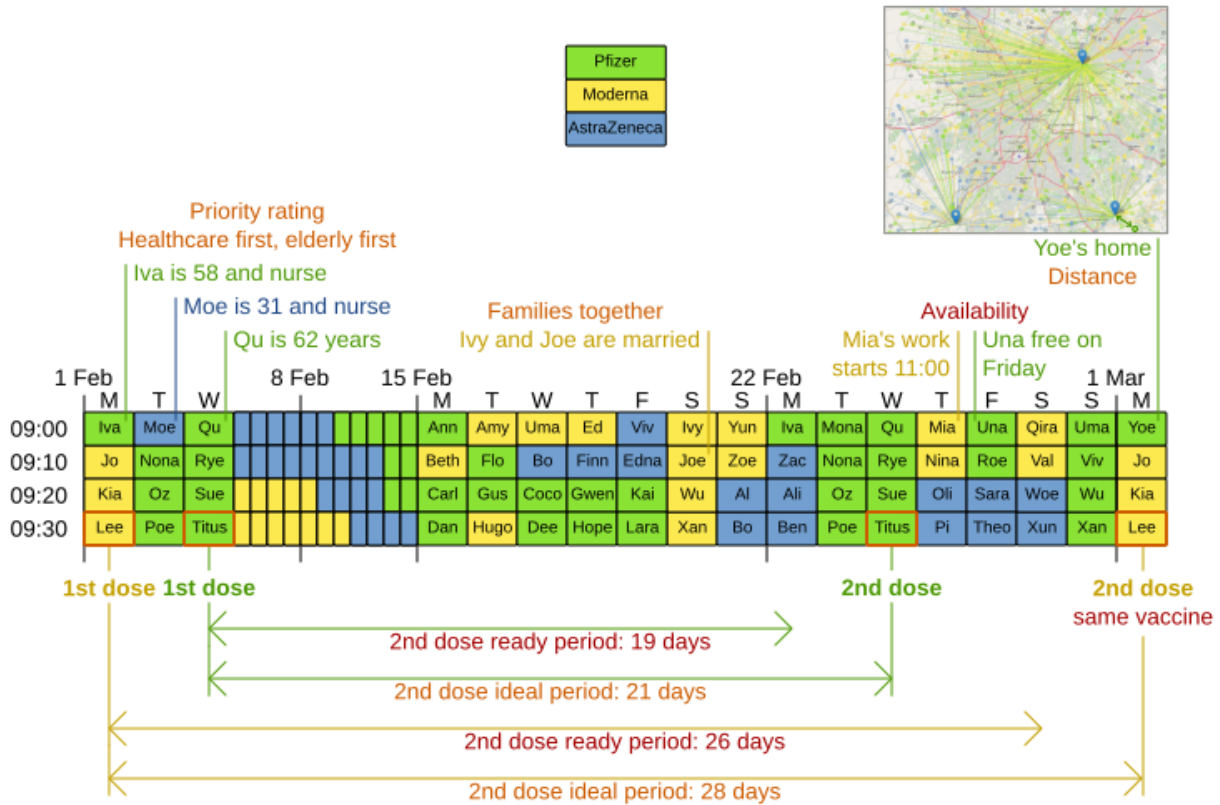 Pfizer
Moderna
AstraZeneca
Priority rating
Healthcare first, elderly first
Iva is 58 and nurse
Moe is 31 and nurse
Qu is 62 years
Families together
Ivy and Joe are married
Yoe's home
Distance
Availability
Mia's work
starts 11:00
Una free on
Friday
1 Feb 8 Feb 15 Feb 22 Feb 1 Mar
M T W M T W T F S S M T W T F S S M
09:00 Iva Moe Qu Ann Amy Uma Ed Viv Ivy Yun Iva Mona Qu Mia Una Qira Uma Yoe
09:10 Jo Nona Rye Beth Flo Bo Finn Edna Joe Zoe Zac Nona Rye Nina Roe Val Viv Jo
09:20 Kia Oz Sue Carl Gus Coco Gwen Kai Wu Al Ali Oz Sue Oli Sara Woe Wu Kia
09:30 Lee Poe Titus Dan Hugo Dee Hope Lara Xan Bo Ben Poe Titus Pi Theo Xun Xan Lee
1st dose 1st dose 2nd dose 2nd dose
same vaccine
2nd dose ready period: 19 days
2nd dose ideal period: 21 days
2nd dose ready period: 26 days
2nd dose ideal period: 28 days